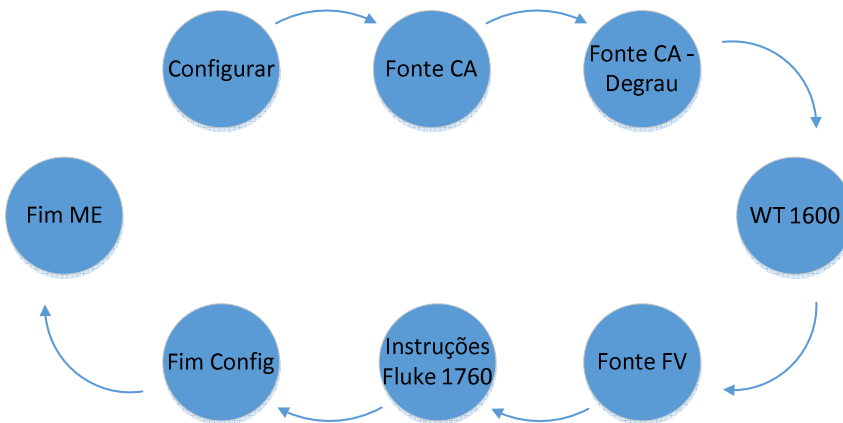 Configurar
Fonte CA
Fonte CA -
Degrau
WT 1600
Fonte FV
Instruções
Fluke 1760
Fim Config
Fim ME